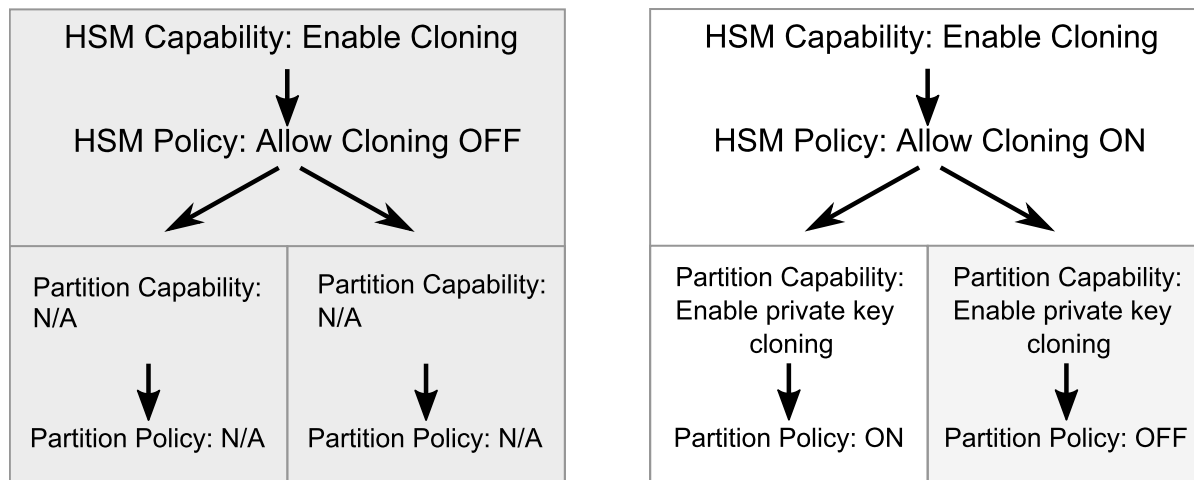 HSM Capability: Enable Cloning
HSM Policy: Allow Cloning OFF
Partition Capability:
N/A
Partition Policy: N/A
Partition Capability:
N/A
Partition Policy: N/A
HSM Capability: Enable Cloning
HSM Policy: Allow Cloning ON
Partition Capability:
Enable private key
cloning
Partition Policy: ON
Partition Capability:
Enable private key
cloning
Partition Policy: OFF